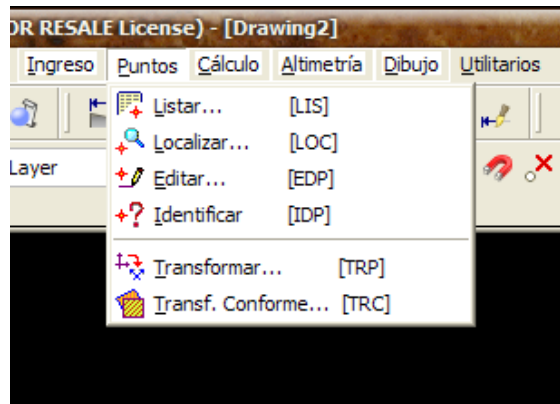 OR RESALE License) - [Drawing2]
Ingreso Puntos Cálculo Altimetría Dibujo Utilitarios
Layer
Listar... [LIS]
Localizar... [LOC]
Editar... [EDP]
Identificar [IDP]
Transformar... [TRP]
Transf. Conforme... [TRC]